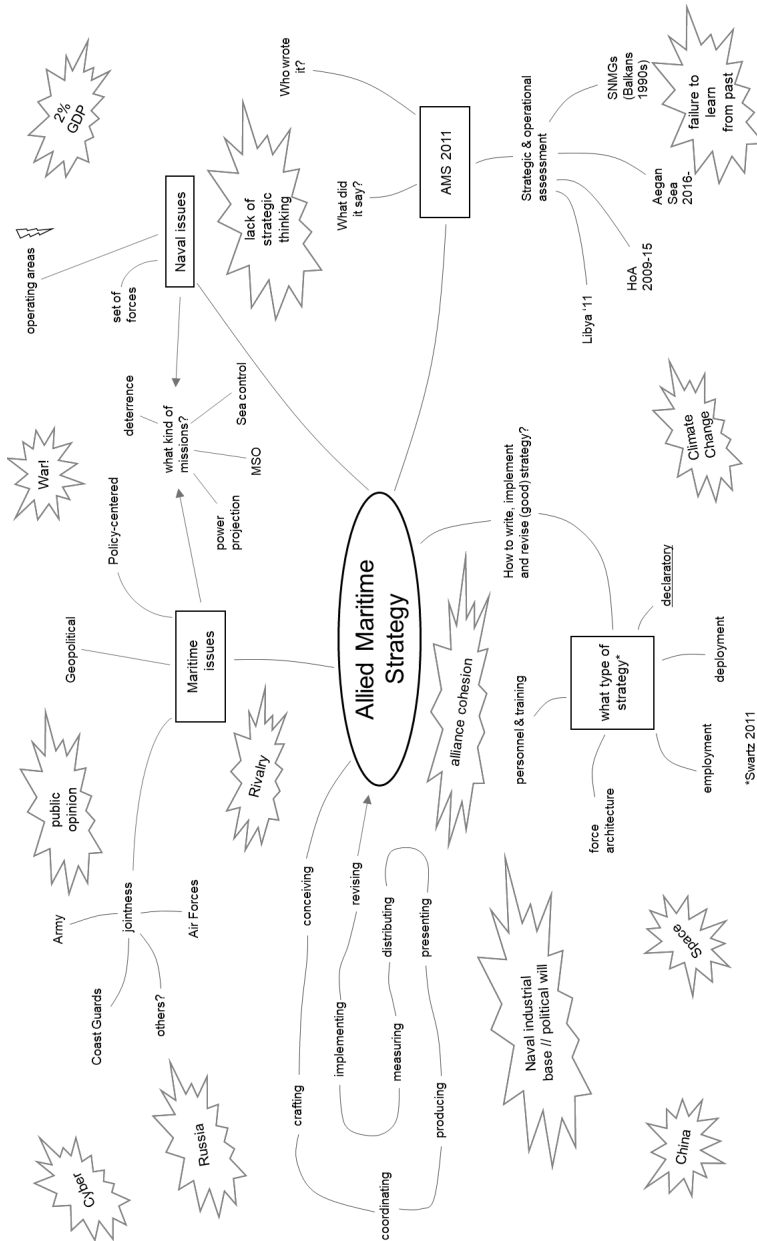 Cyber
Russia
Coast Guards
others?
Army
jointness
Air Forces
public
opinion
Geopolitical
Policy-centered
Maritime
issues
Rivalry
War!
deterrence
what kind of
missions?
power
projection
MSO
Sea control
operating areas
set of
forces
Naval issues
2%
GDP
lack of
strategic
thinking
Allied Maritime
Strategy
conceiving
crafting
coordinating
producing
presenting
distributing
measuring
implementing
revising
alliance cohesion
Who wrote
it?
What did
it say?
AMS 2011
Strategic & operational
assessment
Libya ‘11
HoA
2009-15
Aegan
Sea
2016-
SNMGs
(Balkans
1990s)
failure to
learn
from past
Climate
Change
How to write, implement
and revise (good) strategy?
what type of
strategy*
personnel & training
force
architecture
employment
deployment
declaratory
*Swartz 2011
Naval industrial
base // political will
Space
China